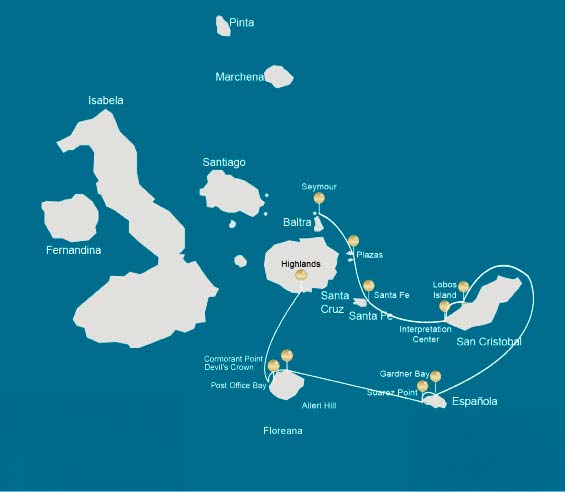 Pinta
Marchena
Isabela
Santiago
Seymour
Baltra
Fernandina
Plazas
Highlands
Santa
Cruz
Santa Fe
Santa Fe
Lobos
Island
Interpretation
Center
San Cristobal
Cormorant Point
Devil's Crown
Post Office Bay
Alieri Hill
Floreana
Gardner Bay
Suarez Point
Española